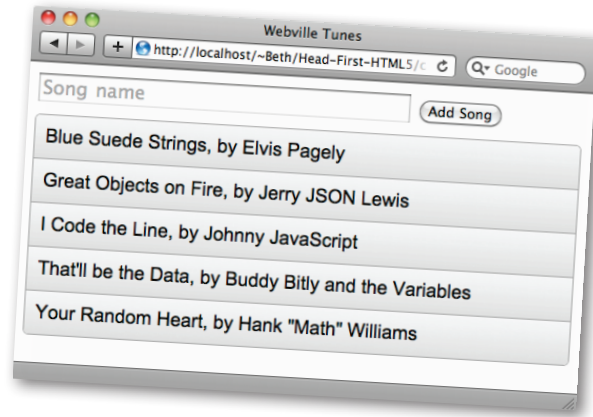 Webville Tunes
http://localhost/~Beth/Head-First-HTML5/c
Google
Song name
Add Song
Blue Suede Strings, by Elvis Pagely
Great Objects on Fire, by Jerry JSON Lewis
I Code the Line, by Johnny JavaScript
That'll be the Data, by Buddy Bitly and the Variables
Your Random Heart, by Hank "Math" Williams